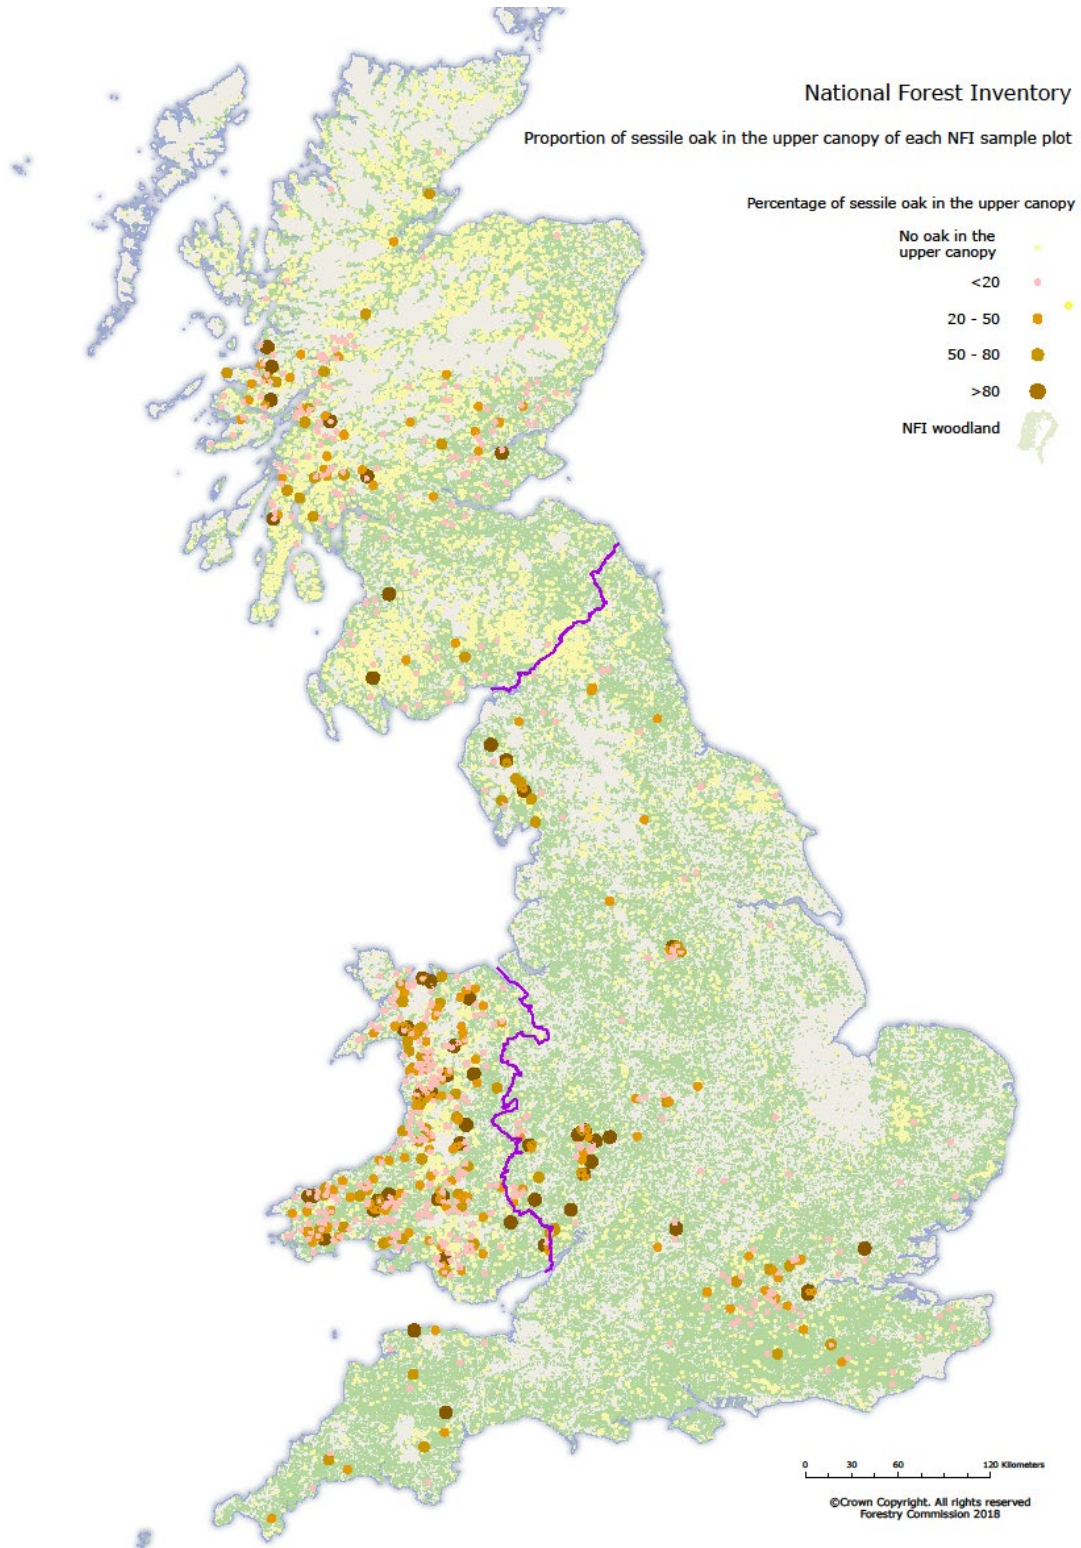 National Forest Inventory
Proportion of sessile oak in the upper canopy of each NFI sample plot
Percentage of sessile oak in the upper canopy
No oak in the
upper canopy
<20
20 - 50
50 - 80
>80
NFI woodland
0 30 60 120 Kilometers
©Crown Copyright. All rights reserved
Forestry Commission 2018